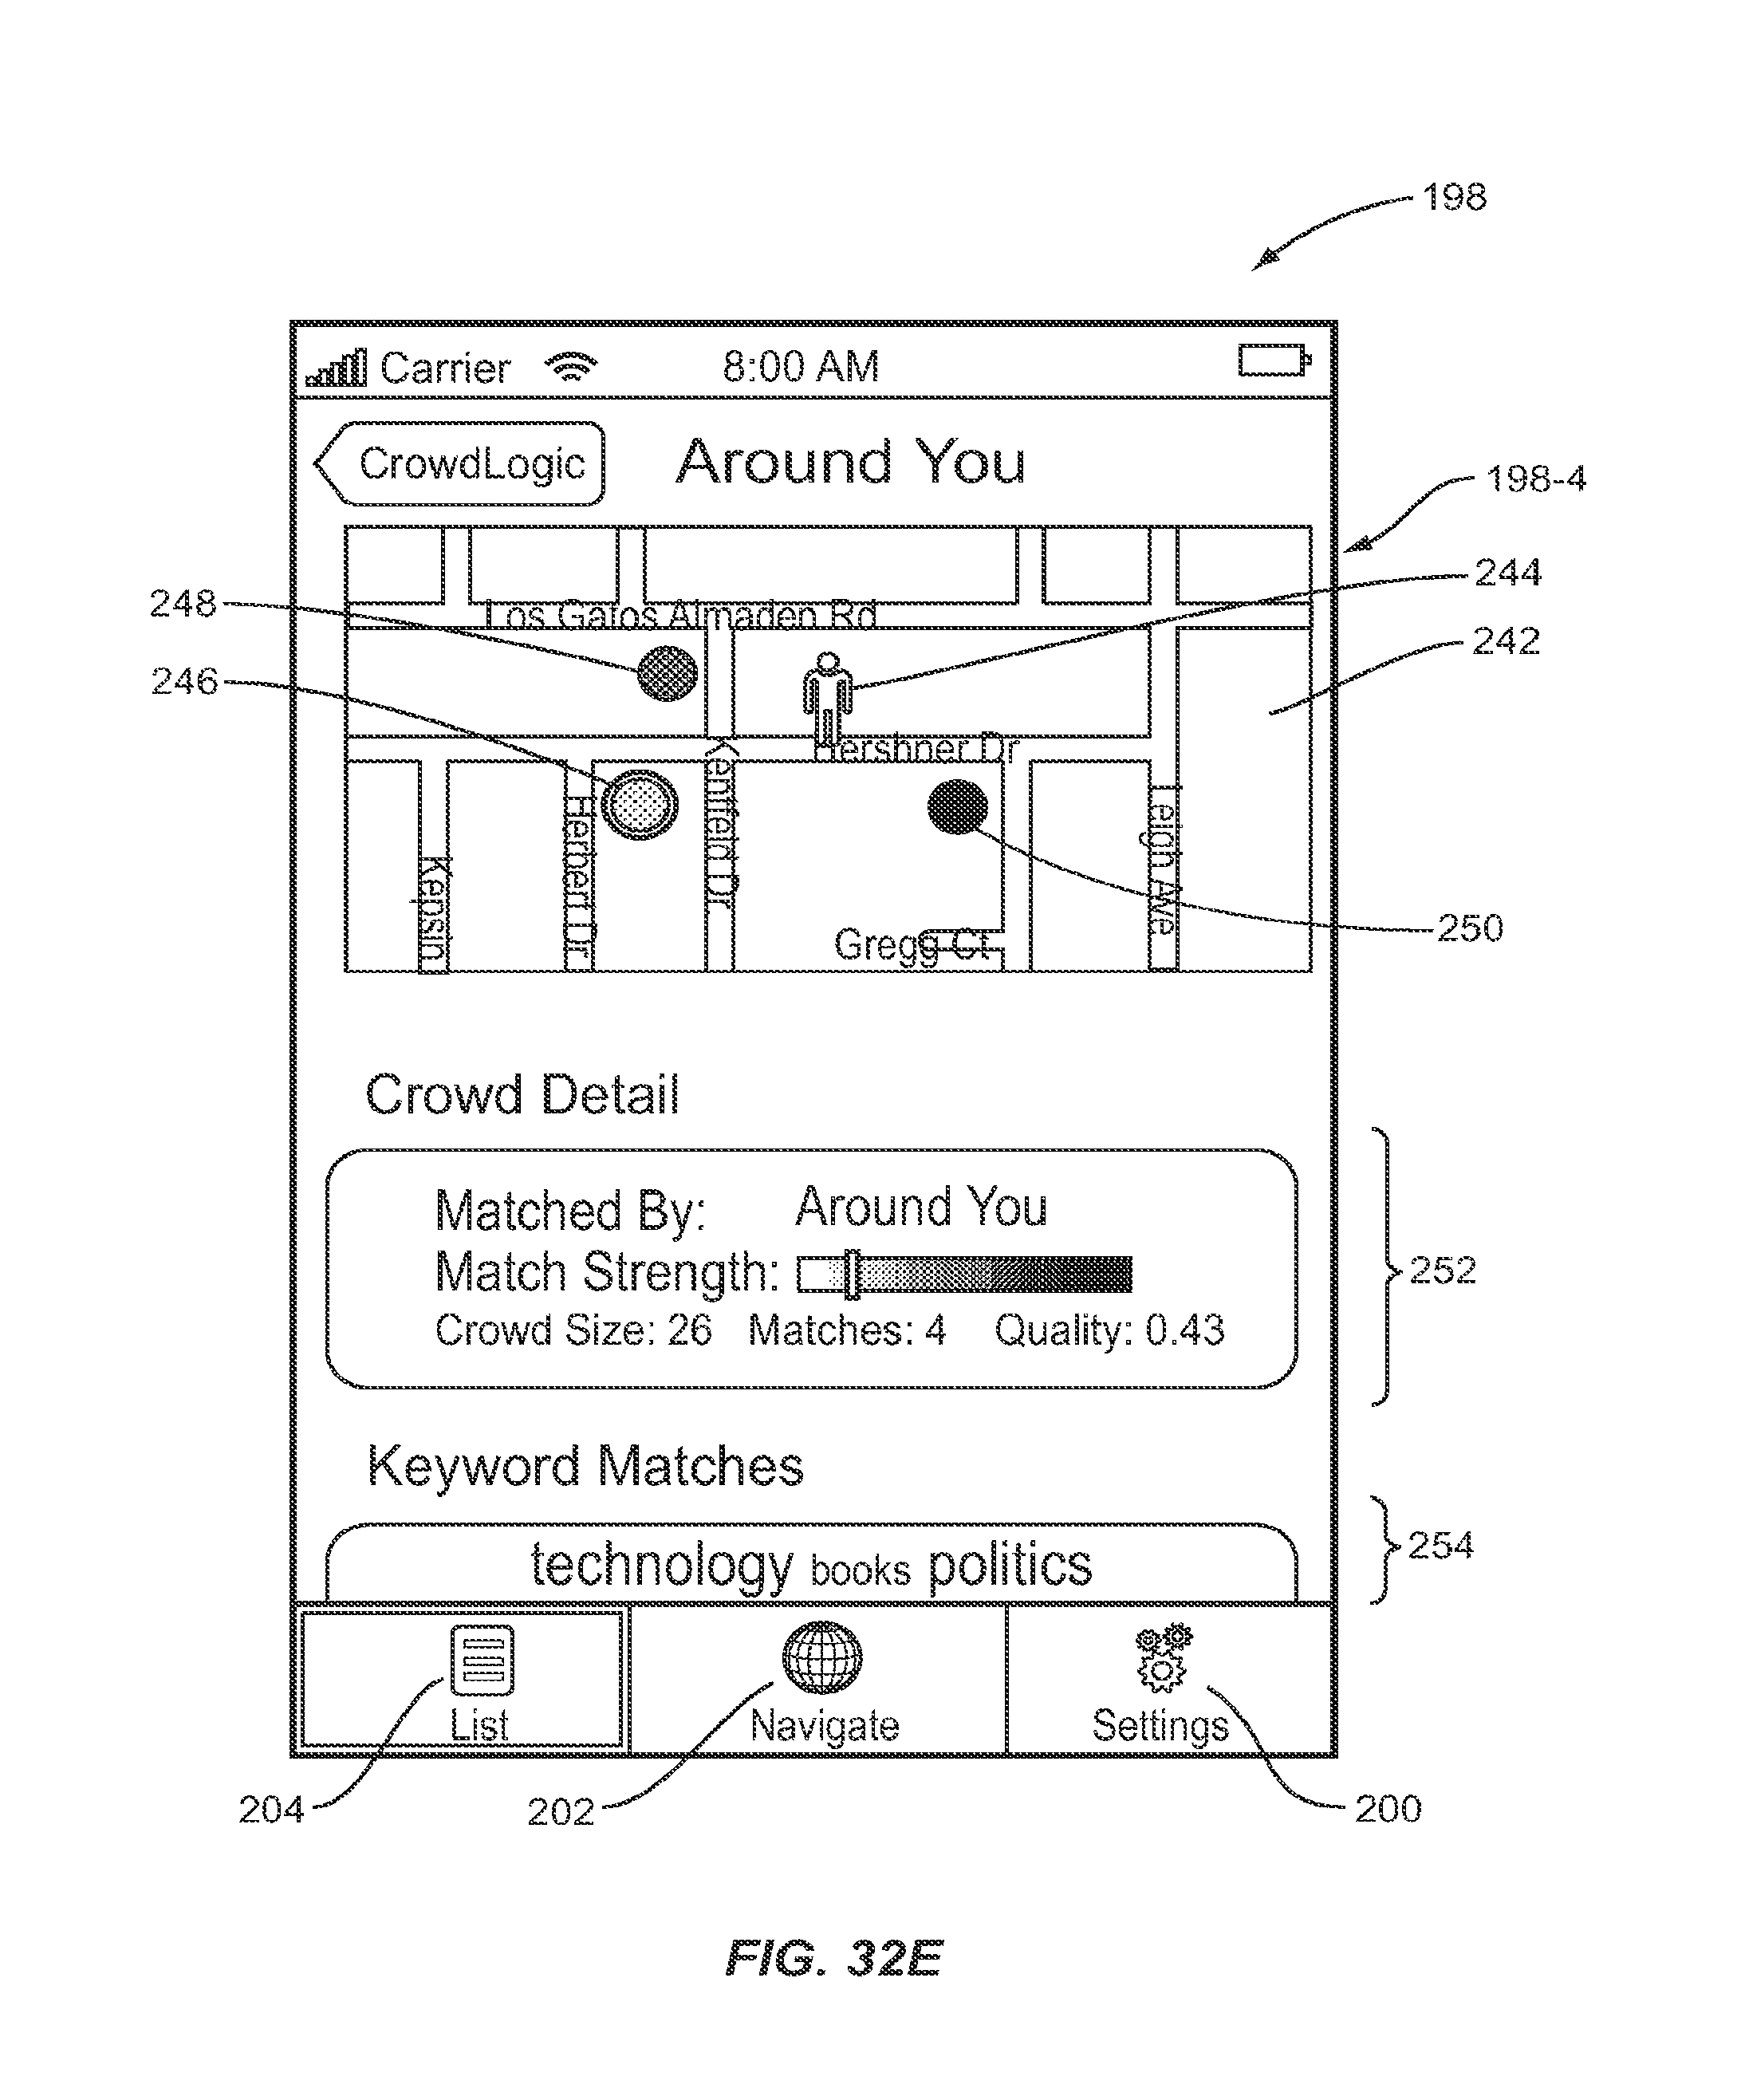 198
Carrier 8:00 AM
CrowdLogic Around You
198-4
244
248
Los Gatos Almaden Rd
242
246
Hershner Dr
Kenfield Dr.
Herbert Dr
Leigh Awe
Kepsin
250
Gregg Ct
Crowd Detail
Matched By: Around You
Match Strength:
252
Crowd Size: 26 Matches: 4 Quality: 0.43
Keyword Matches
technology books politics
254
List Navigate Settings
204 202 200
FIG. 32E